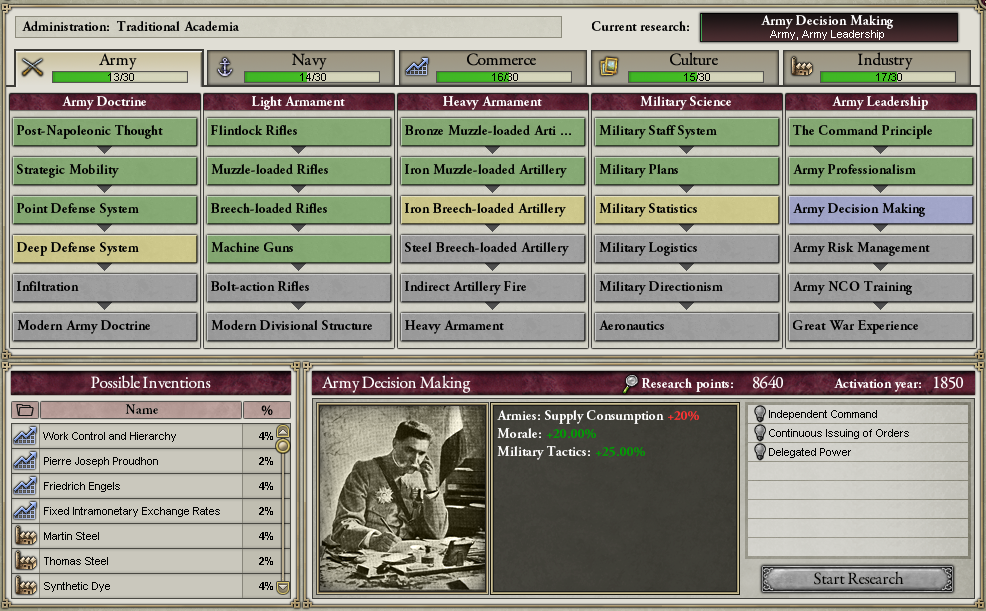 Administration: Traditional Academia
Current research:
Army Decision Making
Army, Army Leadership
Army
13/30
Navy
14/30
Commerce
16/30
Culture
15/30
Industry
17/30
Army Doctrine
Light Armament
Heavy Armament
Military Science
Army Leadership
Post-Napoleonic Thought
Flintlock Rifles
Bronze Muzzle-loaded Arti ...
Military Staff System
The Command Principle
Strategic Mobility
Muzzle-loaded Rifles
Iron Muzzle-loaded Artillery
Military Plans
Army Professionalism
Point Defense System
Breech-loaded Rifles
Iron Breech-loaded Artillery
Military Statistics
Army Decision Making
Deep Defense System
Machine Guns
Steel Breech-loaded Artillery
Military Logistics
Army Risk Management
Infiltration
Bolt-action Rifles
Indirect Artillery Fire
Military Directionism
Army NCO Training
Modern Army Doctrine
Modern Divisional Structure
Heavy Armament
Aeronautics
Great War Experience
Possible Inventions
Name
%
Work Control and Hierarchy
4%
Pierre Joseph Proudhon
2%
Friedrich Engels
4%
Fixed Intramonetary Exchange Rates
2%
Martin Steel
4%
Thomas Steel
2%
Synthetic Dye
4%
Army Decision Making
Research points: 8640
Activation year: 1850
Armies: Supply Consumption +20%
Morale: +20.00%
Military Tactics: +25.00%
Independent Command
Continuous Issuing of Orders
Delegated Power
Start Research